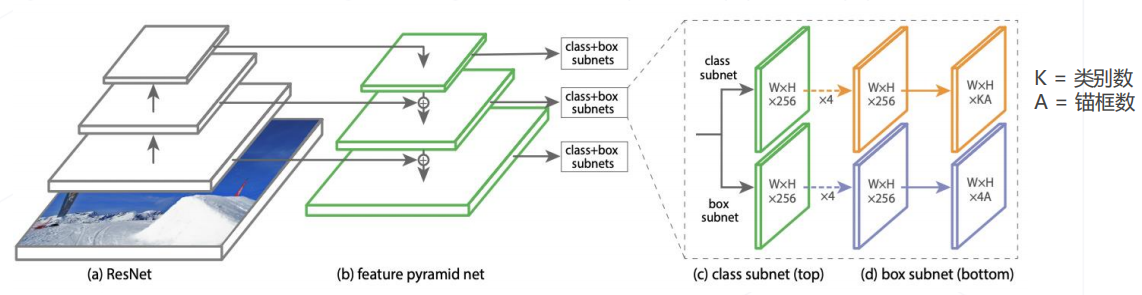 class+box
subnets
class+box
subnets
class+box
subnets
class
subnet
W×H
×256
×4
W×H
×256
W×H
×KA
box
subnet
W×H
×256
×4
W×H
×256
W×H
×4A
K = 类别数
A = 锚框数
(a) ResNet
(b) feature pyramid net
(c) class subnet (top)
(d) box subnet (bottom)